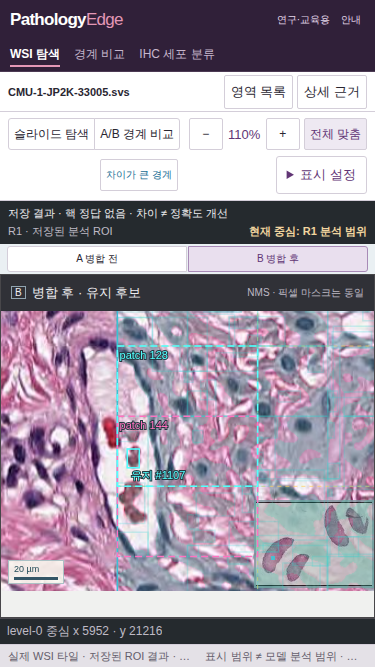 PathologyEdge
연구·교육용 안내
WSI 탐색 경계 비교 IHC 세포 분류
CMU-1-JP2K-33005.svs 영역 목록 상세 근거
슬라이드 탐색 A/B 경계 비교 − 110% + 전체 맞춤
차이가 큰 경계 ▶ 표시 설정
저장 결과 · 핵 정답 없음 · 차이 ≠ 정확도 개선
R1 · 저장된 분석 ROI 현재 중심: R1 분석 범위
A 병합 전 B 병합 후
B 병합 후 · 유지 후보 NMS · 픽셀 마스크는 동일
patch 128
patch 144
유지 #1107
20 µm
level-0 중심 x 5952 · y 21216
실제 WSI 타일 · 저장된 ROI 결과 · ... 표시 범위 ≠ 모델 분석 범위 · ...